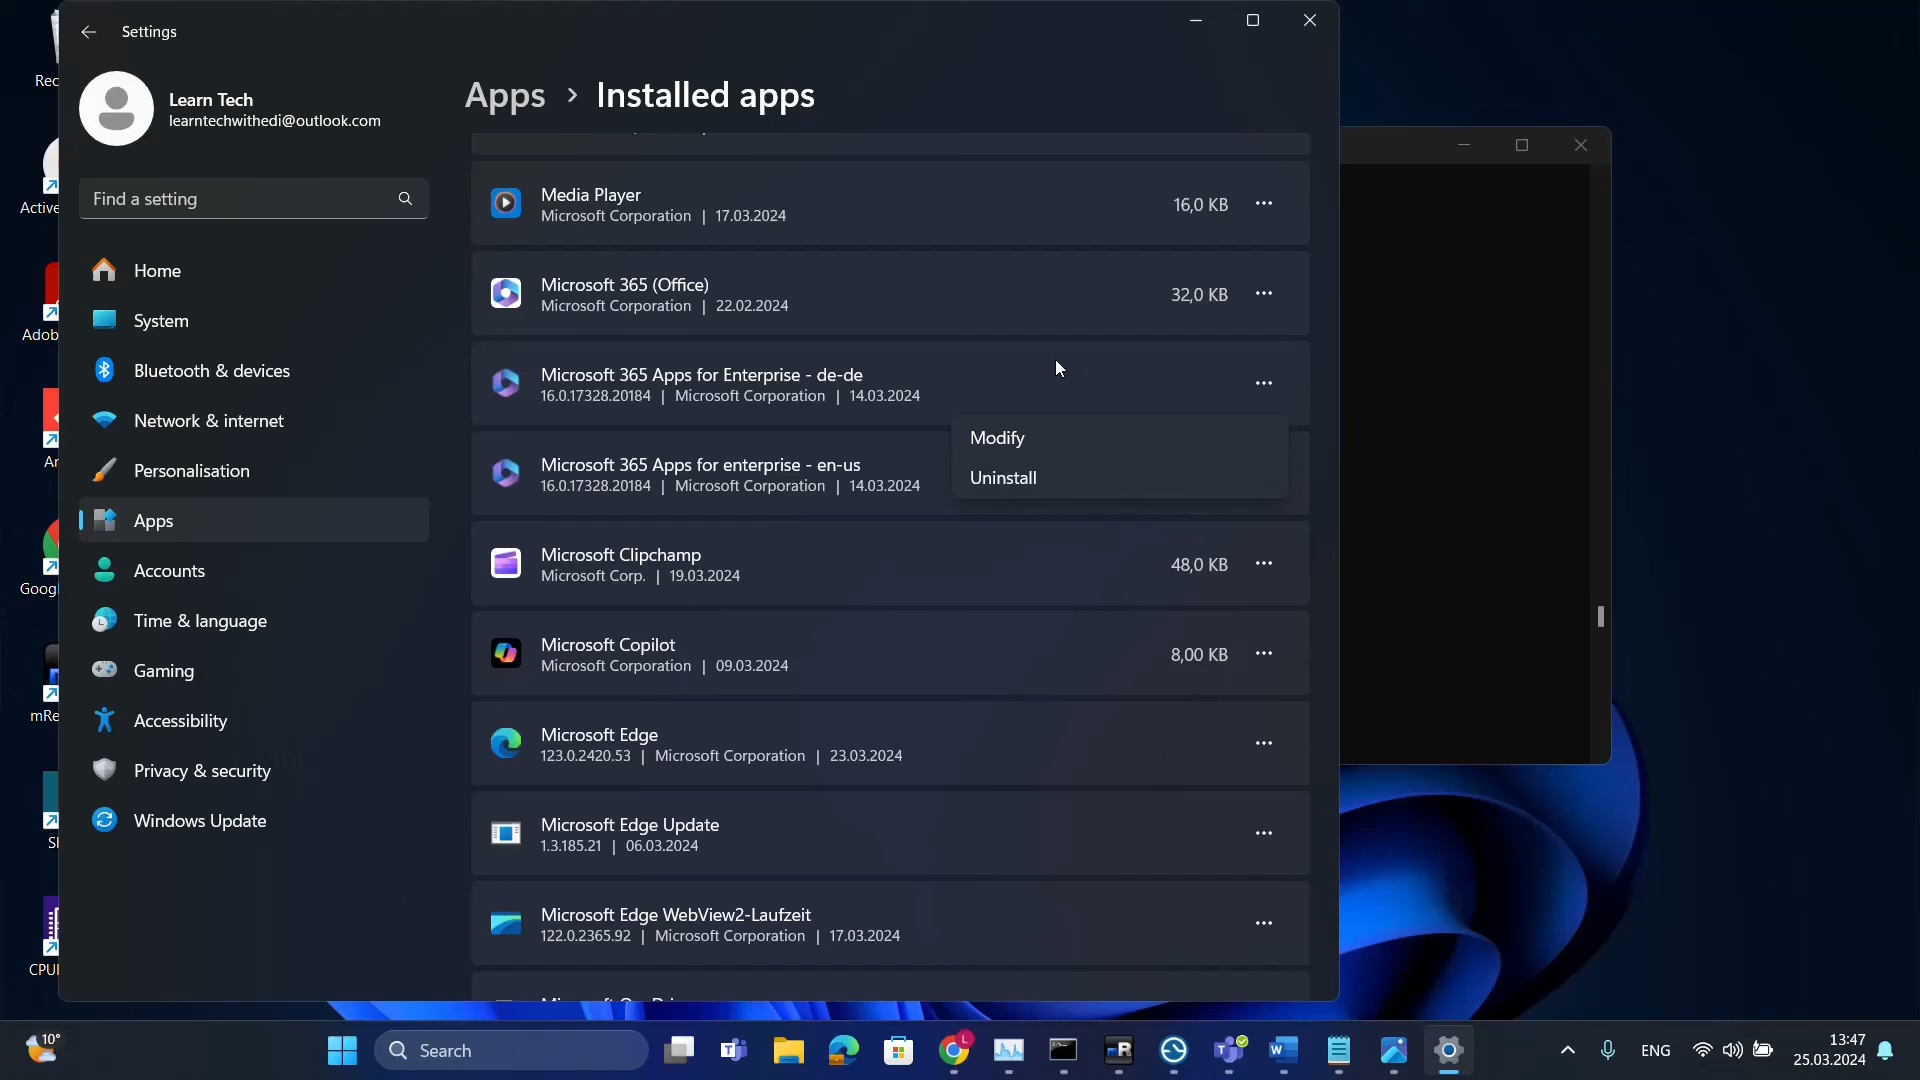 Settings
Learn Tech
learntechwithedi@outlook.com
Find a setting
Home
System
Bluetooth & devices
Network & internet
Personalisation
Apps
Accounts
Time & language
Gaming
Accessibility
Privacy & security
Windows Update
Apps > Installed apps
Media Player
Microsoft Corporation | 17.03.2024
16,0 KB
Microsoft 365 (Office)
Microsoft Corporation | 22.02.2024
32,0 KB
Microsoft 365 Apps for Enterprise - de-de
16.0.17328.20184 | Microsoft Corporation | 14.03.2024
Modify
Uninstall
Microsoft 365 Apps for enterprise - en-us
16.0.17328.20184 | Microsoft Corporation | 14.03.2024
Microsoft Clipchamp
Microsoft Corp. | 19.03.2024
48,0 KB
Microsoft Copilot
Microsoft Corporation | 09.03.2024
8,00 KB
Microsoft Edge
123.0.2420.53 | Microsoft Corporation | 23.03.2024
Microsoft Edge Update
1.3.185.21 | 06.03.2024
Microsoft Edge WebView2-Laufzeit
122.0.2365.92 | Microsoft Corporation | 17.03.2024
Rec
Active
Adob
Googl
mRe
CPUI
10°
Search
ENG
13:47
25.03.2024